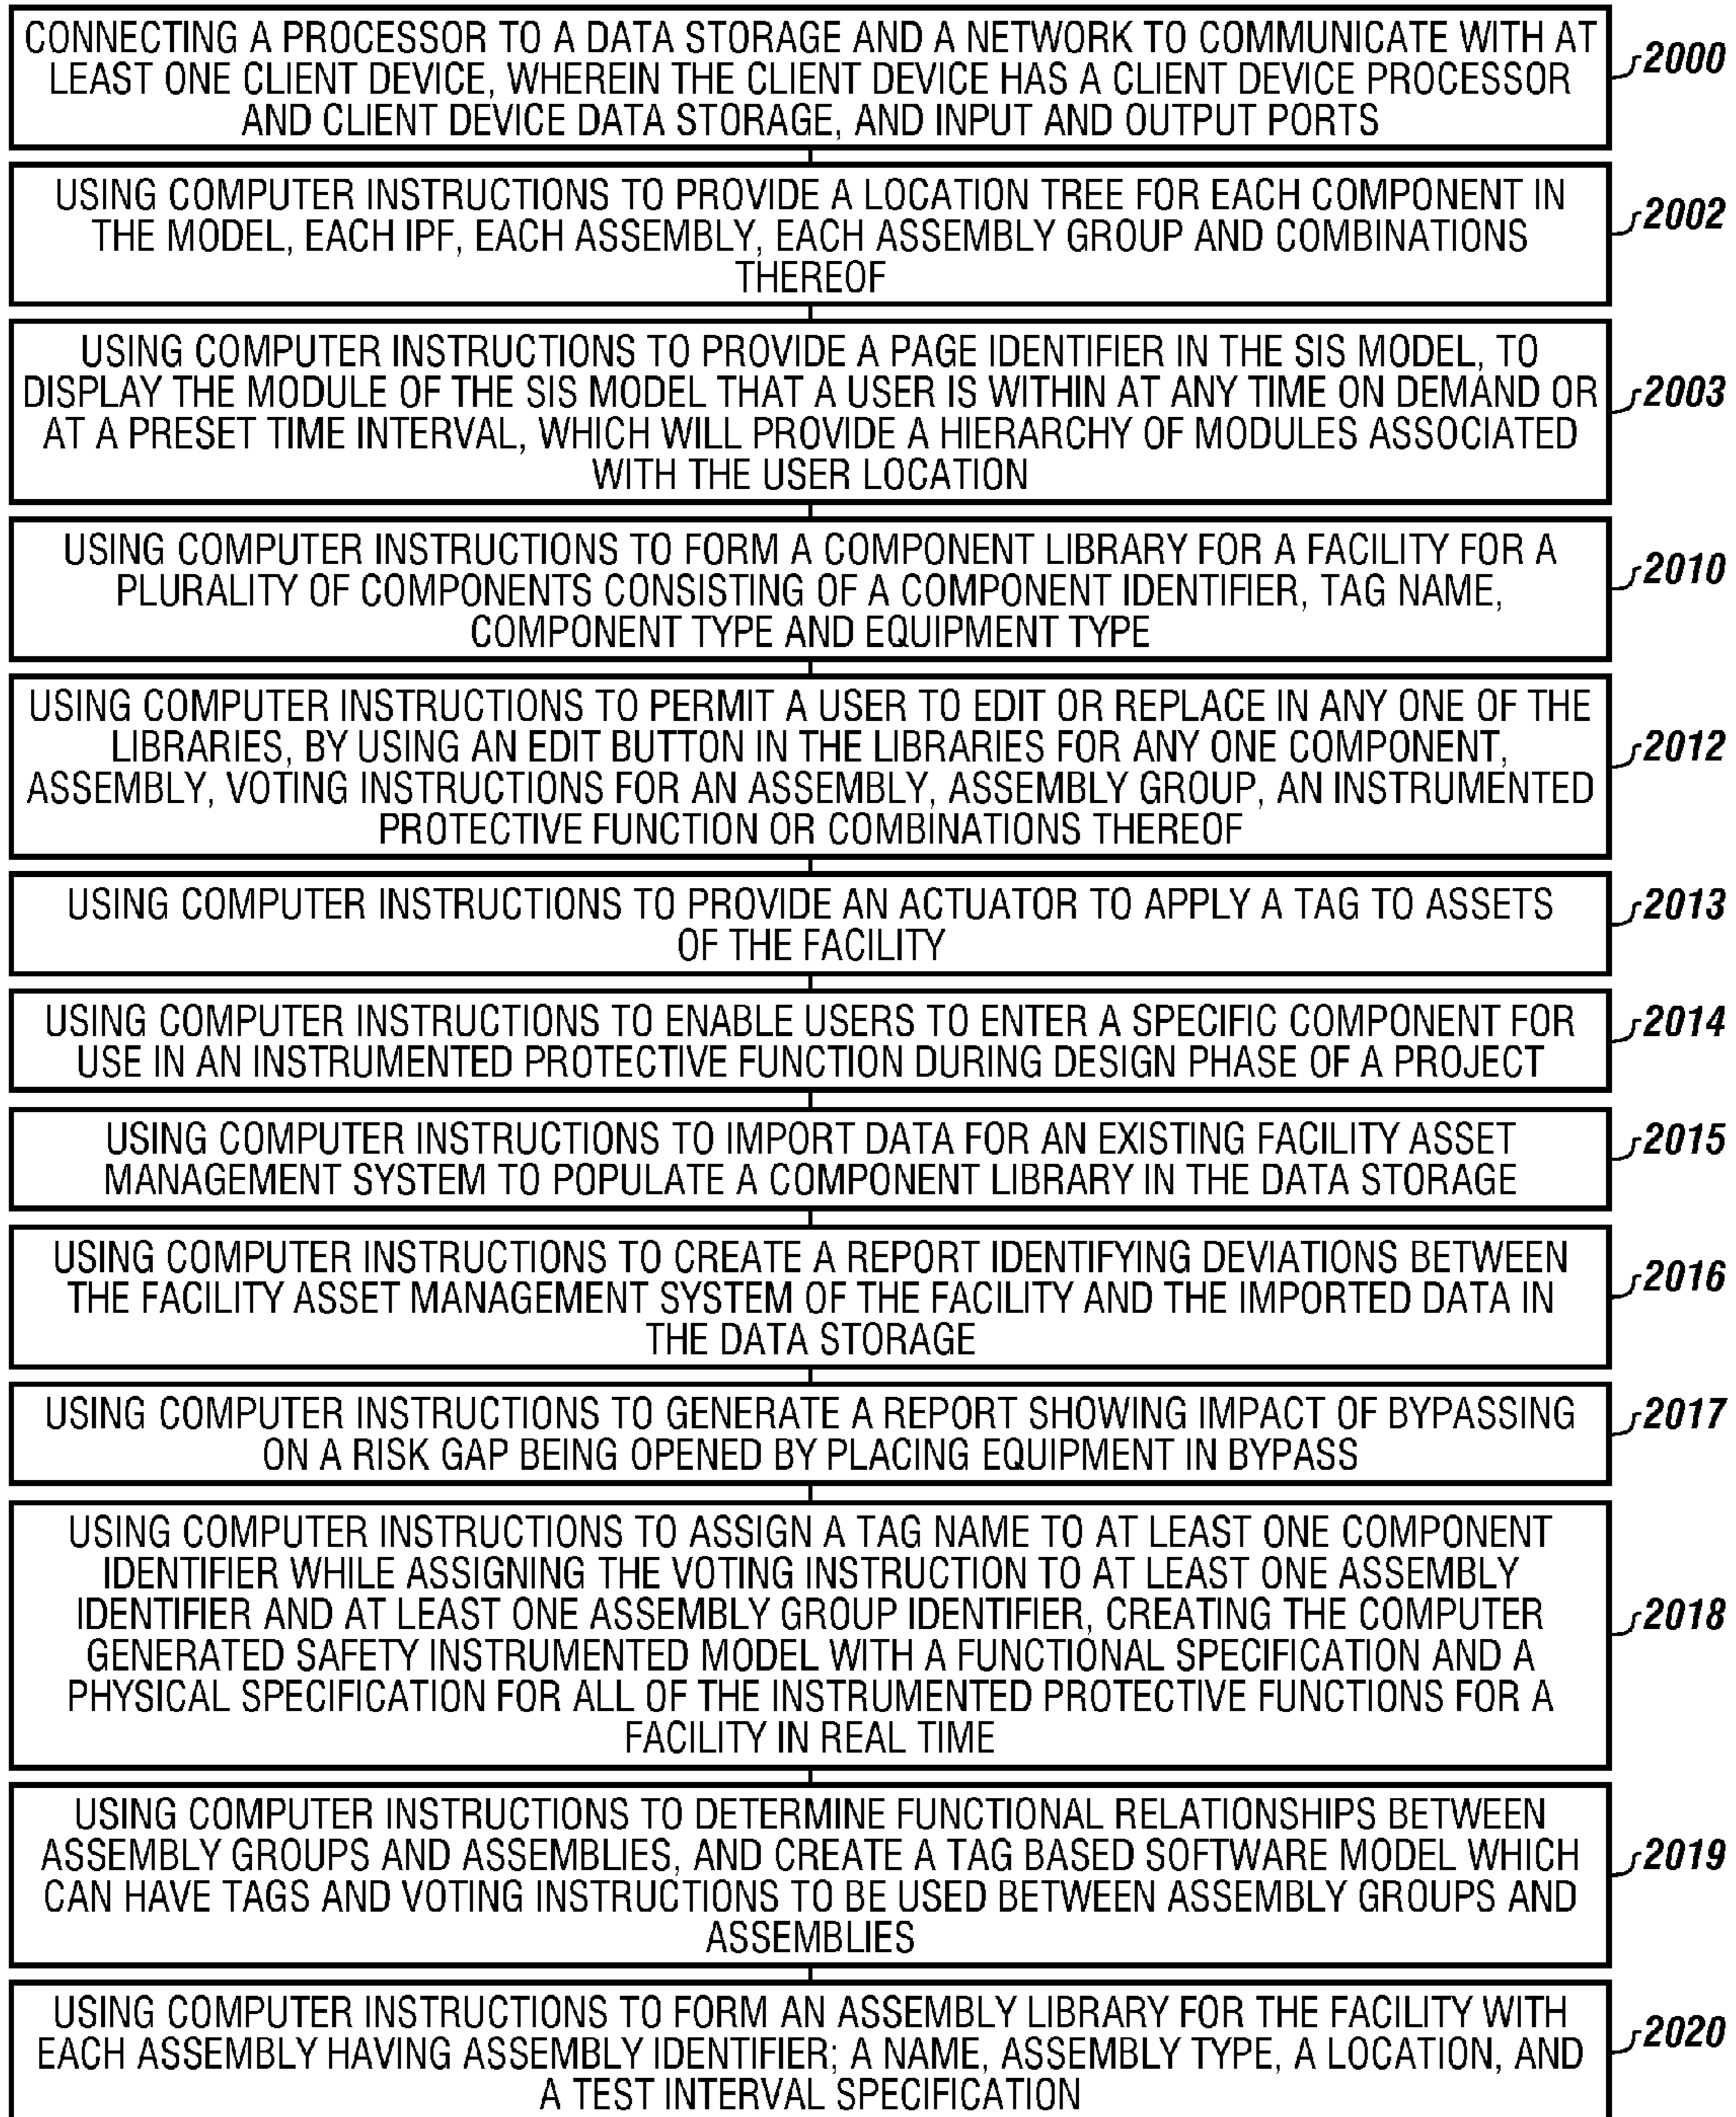 CONNECTING A PROCESSOR TO A DATA STORAGE AND A NETWORK TO COMMUNICATE WITH AT
LEAST ONE CLIENT DEVICE, WHEREIN THE CLIENT DEVICE HAS A CLIENT DEVICE PROCESSOR
AND CLIENT DEVICE DATA STORAGE, AND INPUT AND OUTPUT PORTS
2000
USING COMPUTER INSTRUCTIONS TO PROVIDE A LOCATION TREE FOR EACH COMPONENT IN
THE MODEL, EACH IPF, EACH ASSEMBLY, EACH ASSEMBLY GROUP AND COMBINATIONS
THEREOF
2002
USING COMPUTER INSTRUCTIONS TO PROVIDE A PAGE IDENTIFIER IN THE SIS MODEL, TO
DISPLAY THE MODULE OF THE SIS MODEL THAT A USER IS WITHIN AT ANY TIME ON DEMAND OR
AT A PRESET TIME INTERVAL, WHICH WILL PROVIDE A HIERARCHY OF MODULES ASSOCIATED
WITH THE USER LOCATION
2003
USING COMPUTER INSTRUCTIONS TO FORM A COMPONENT LIBRARY FOR A FACILITY FOR A
PLURALITY OF COMPONENTS CONSISTING OF A COMPONENT IDENTIFIER, TAG NAME,
COMPONENT TYPE AND EQUIPMENT TYPE
2010
USING COMPUTER INSTRUCTIONS TO PERMIT A USER TO EDIT OR REPLACE IN ANY ONE OF THE
LIBRARIES, BY USING AN EDIT BUTTON IN THE LIBRARIES FOR ANY ONE COMPONENT,
ASSEMBLY, VOTING INSTRUCTIONS FOR AN ASSEMBLY, ASSEMBLY GROUP, AN INSTRUMENTED
PROTECTIVE FUNCTION OR COMBINATIONS THEREOF
2012
USING COMPUTER INSTRUCTIONS TO PROVIDE AN ACTUATOR TO APPLY A TAG TO ASSETS
OF THE FACILITY
2013
USING COMPUTER INSTRUCTIONS TO ENABLE USERS TO ENTER A SPECIFIC COMPONENT FOR
USE IN AN INSTRUMENTED PROTECTIVE FUNCTION DURING DESIGN PHASE OF A PROJECT
2014
USING COMPUTER INSTRUCTIONS TO IMPORT DATA FOR AN EXISTING FACILITY ASSET
MANAGEMENT SYSTEM TO POPULATE A COMPONENT LIBRARY IN THE DATA STORAGE
2015
USING COMPUTER INSTRUCTIONS TO CREATE A REPORT IDENTIFYING DEVIATIONS BETWEEN
THE FACILITY ASSET MANAGEMENT SYSTEM OF THE FACILITY AND THE IMPORTED DATA IN
THE DATA STORAGE
2016
USING COMPUTER INSTRUCTIONS TO GENERATE A REPORT SHOWING IMPACT OF BYPASSING
ON A RISK GAP BEING OPENED BY PLACING EQUIPMENT IN BYPASS
2017
USING COMPUTER INSTRUCTIONS TO ASSIGN A TAG NAME TO AT LEAST ONE COMPONENT
IDENTIFIER WHILE ASSIGNING THE VOTING INSTRUCTION TO AT LEAST ONE ASSEMBLY
IDENTIFIER AND AT LEAST ONE ASSEMBLY GROUP IDENTIFIER, CREATING THE COMPUTER
GENERATED SAFETY INSTRUMENTED MODEL WITH A FUNCTIONAL SPECIFICATION AND A
PHYSICAL SPECIFICATION FOR ALL OF THE INSTRUMENTED PROTECTIVE FUNCTIONS FOR A
FACILITY IN REAL TIME
2018
USING COMPUTER INSTRUCTIONS TO DETERMINE FUNCTIONAL RELATIONSHIPS BETWEEN
ASSEMBLY GROUPS AND ASSEMBLIES, AND CREATE A TAG BASED SOFTWARE MODEL WHICH
CAN HAVE TAGS AND VOTING INSTRUCTIONS TO BE USED BETWEEN ASSEMBLY GROUPS AND
ASSEMBLIES
2019
USING COMPUTER INSTRUCTIONS TO FORM AN ASSEMBLY LIBRARY FOR THE FACILITY WITH
EACH ASSEMBLY HAVING ASSEMBLY IDENTIFIER; A NAME, ASSEMBLY TYPE, A LOCATION, AND
A TEST INTERVAL SPECIFICATION
2020